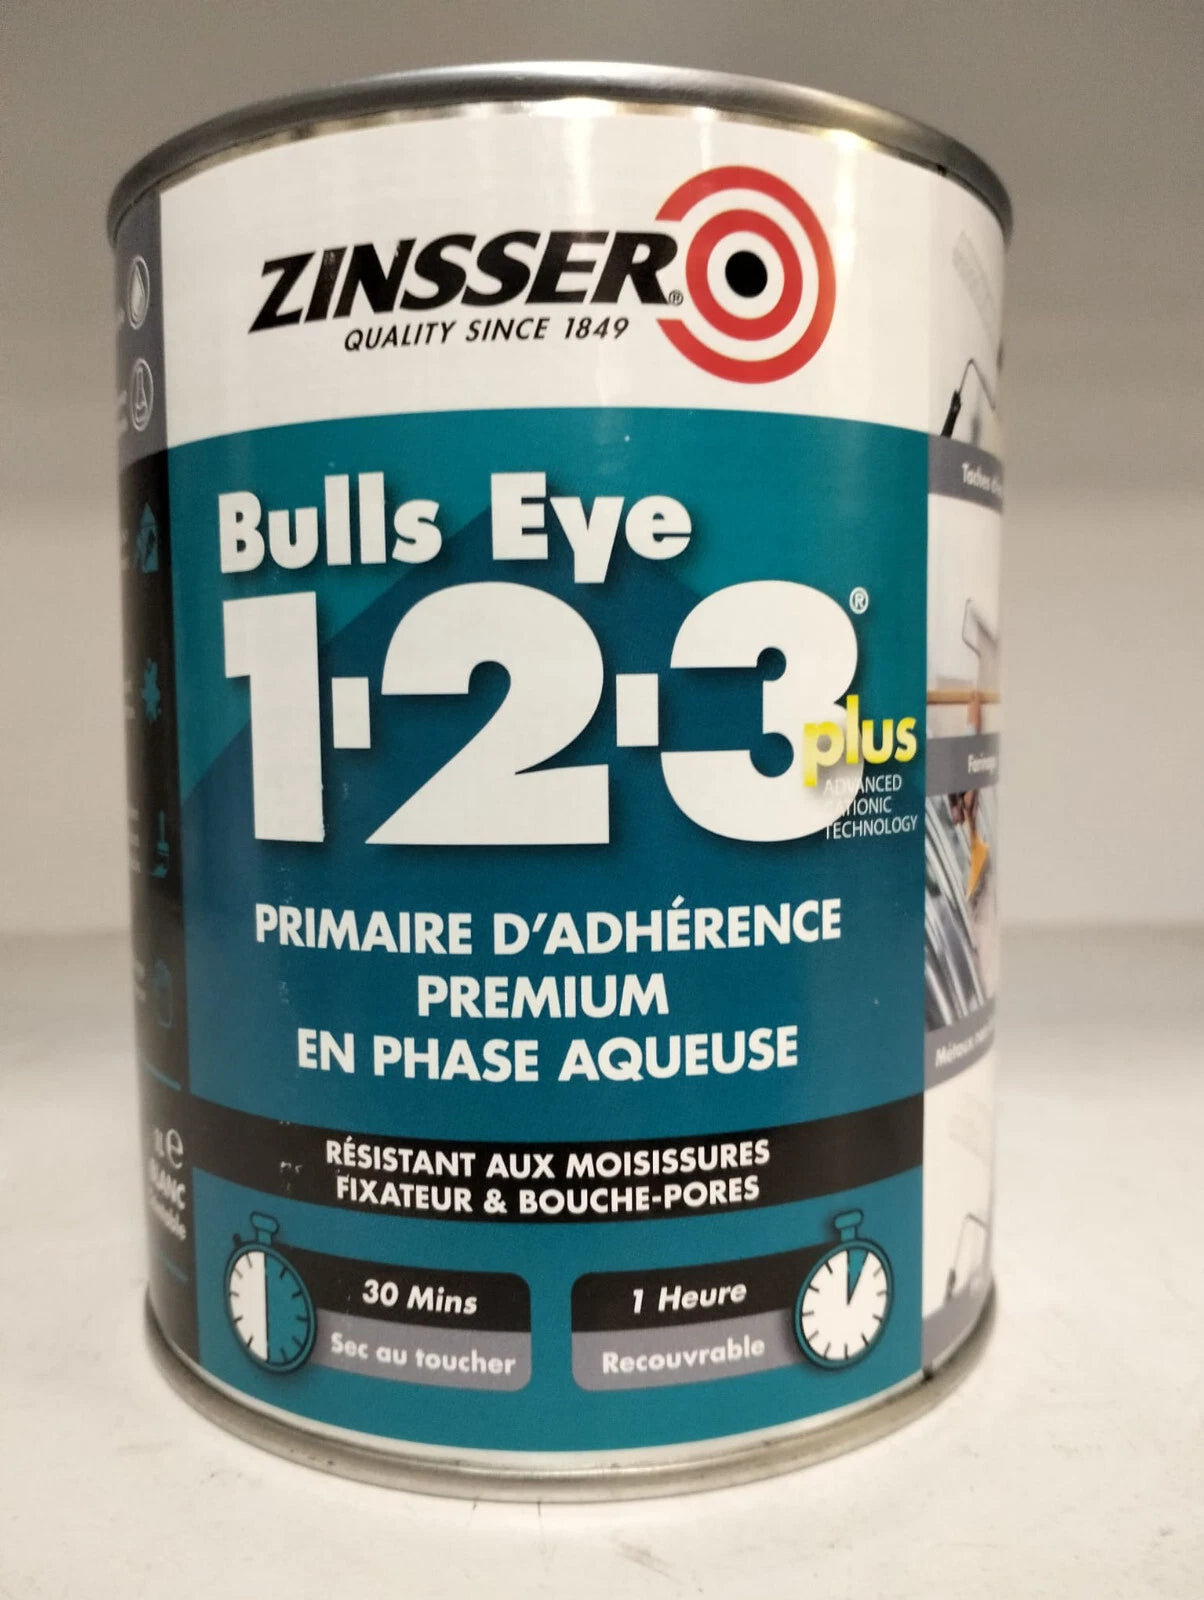 ZINSSER®
QUALITY SINCE 1849
Bulls Eye
1-2-3®
plus
ADVANCED
CATIONIC
TECHNOLOGY
PRIMAIRE D'ADHÉRENCE
PREMIUM
EN PHASE AQUEUSE
RÉSISTANT AUX MOISISSURES
FIXATEUR & BOUCHE-PORES
30 Mins
Sec au toucher
1 Heure
Recouvrable
Taches